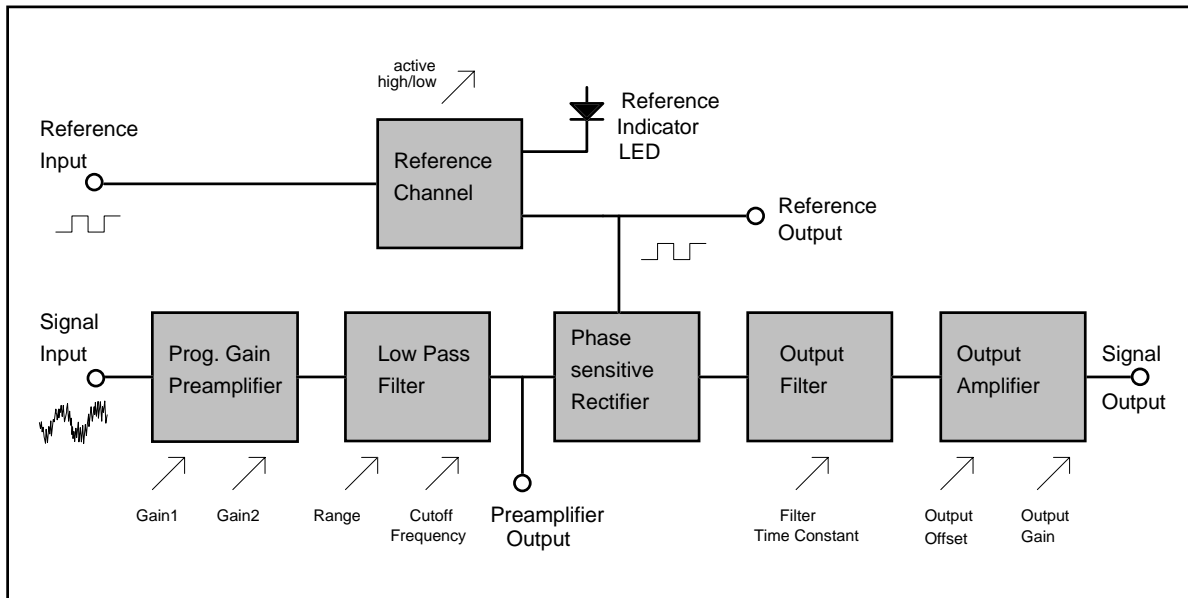 active
high/low
Reference
Indicator
LED
Reference
Input
Reference
Channel
Reference
Output
Signal
Input
Prog. Gain
Preamplifier
Low Pass
Filter
Phase
sensitive
Rectifier
Output
Filter
Output
Amplifier
Signal
Output
Gain1
Gain2
Range
Cutoff
Frequency
Preamplifier
Output
Filter
Time Constant
Output
Offset
Output
Gain